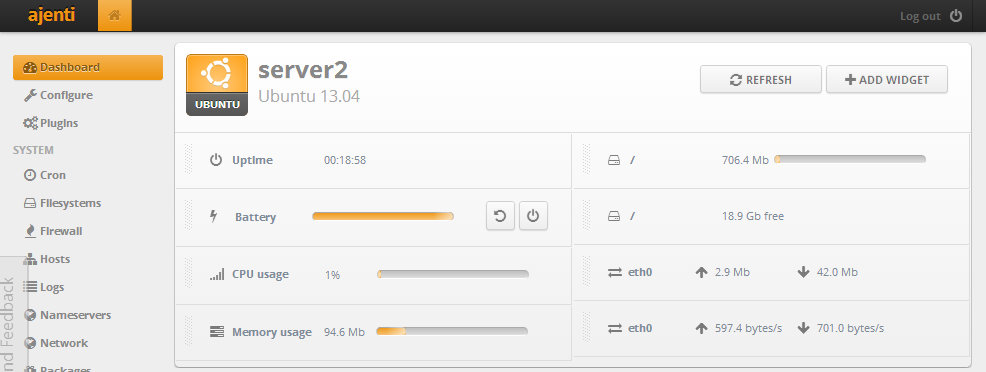 ajenti
Log out
Dashboard
Configure
Plugins
SYSTEM
Cron
Filesystems
Firewall
Hosts
Logs
Nameservers
Network
Packages
nd Feedback
UBUNTU
server2
Ubuntu 13.04
REFRESH
ADD WIDGET
Uptime 00:18:58
Battery
CPU usage 1%
Memory usage 94.6 Mb
/ 706.4 Mb
/ 18.9 Gb free
eth0 2.9 Mb 42.0 Mb
eth0 597.4 bytes/s 701.0 bytes/s